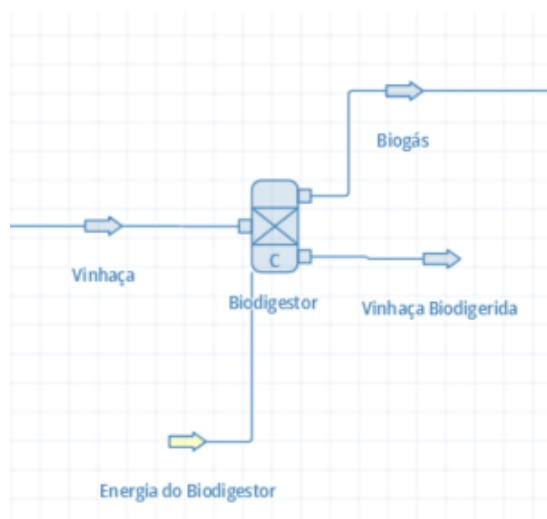 Biogás
Vinhaça
C
Biodigestor
Vinhaça Biodigerida
Energia do Biodigestor